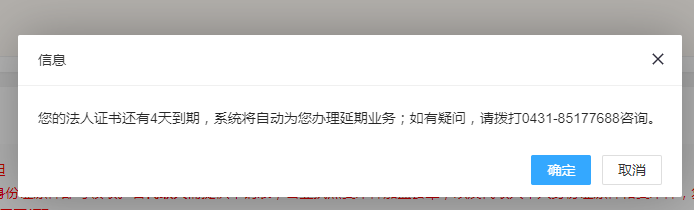 信息
您的法人证书还有4天到期，系统将自动为您办理延期业务；如有疑问，请拨打0431-85177688咨询。
确定
取消